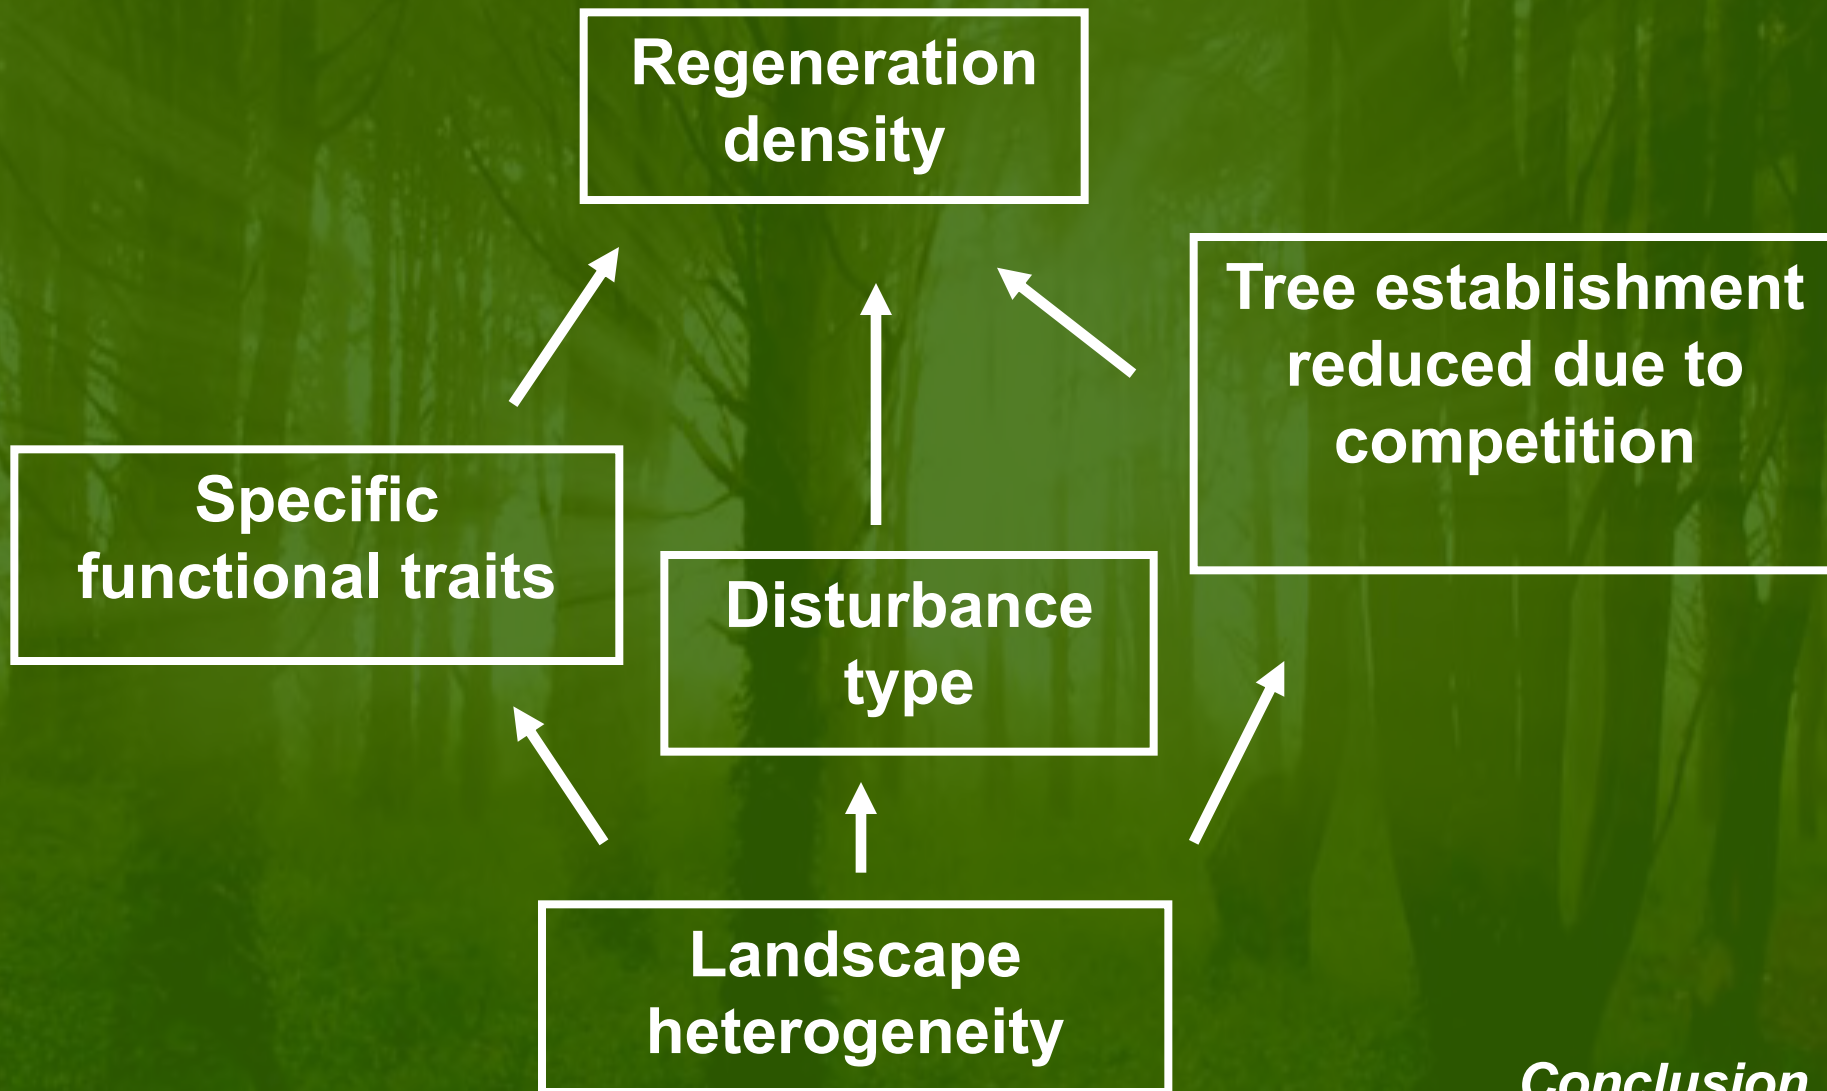 Regeneration
density
Tree establishment
reduced due to
competition
Specific
functional traits
Disturbance
type
Landscape
heterogeneity
Conclusion